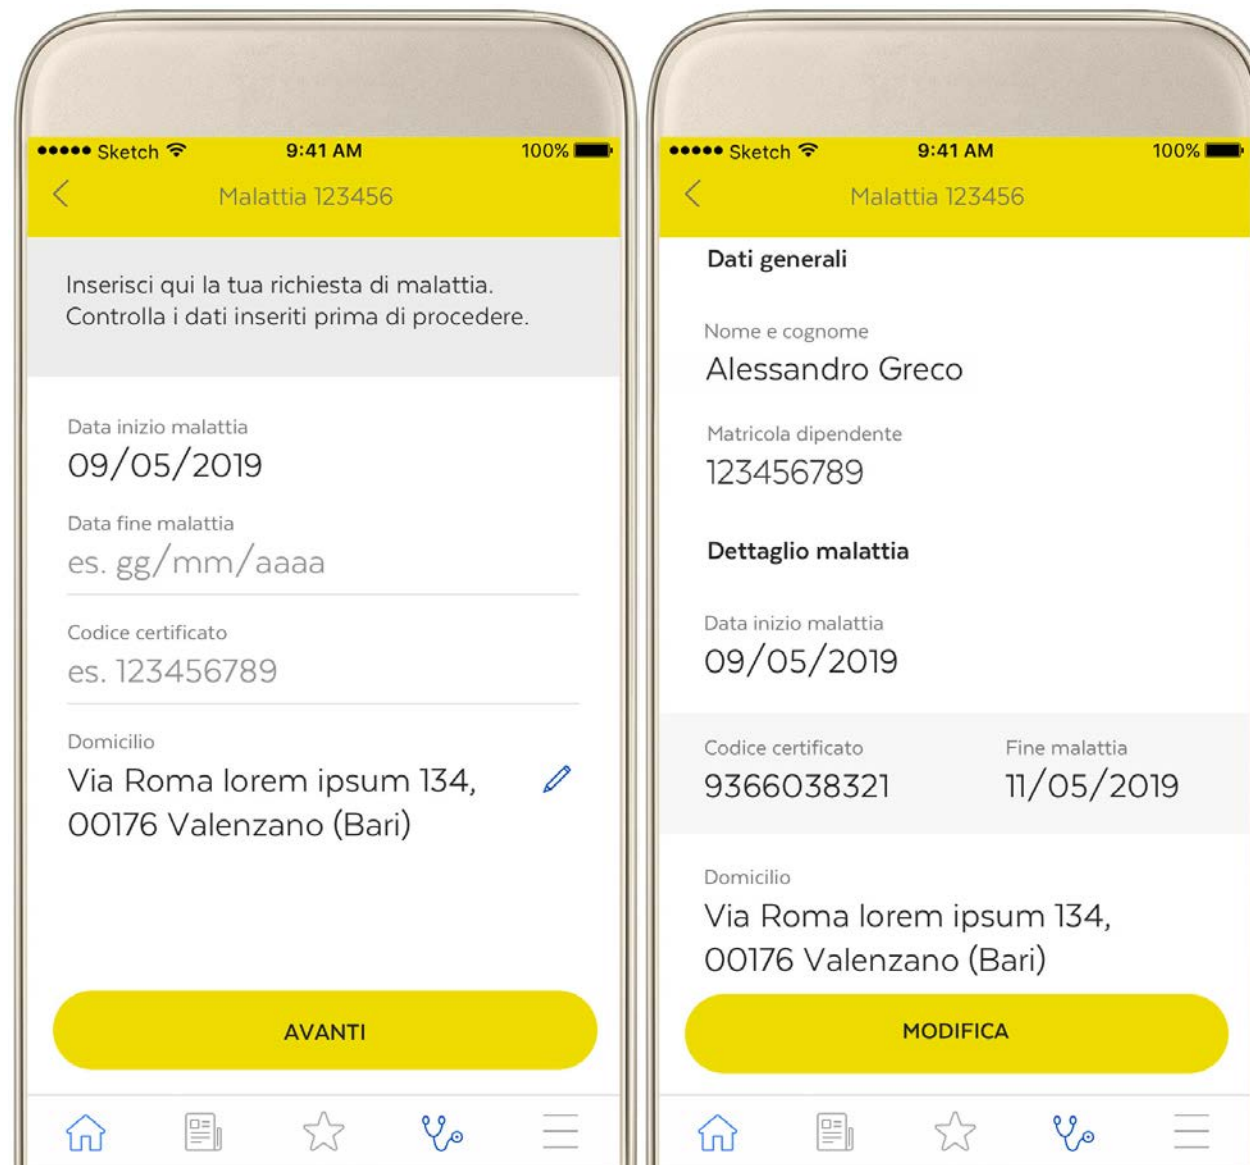 Sketch 9:41 AM 100%
Malattia 123456
Inserisci qui la tua richiesta di malattia.
Controlla i dati inseriti prima di procedere.
Data inizio malattia
09/05/2019
Data fine malattia
es. gg/mm/aaaa
Codice certificato
es. 123456789
Domicilio
Via Roma lorem ipsum 134,
00176 Valenzano (Bari)
AVANTI
Sketch 9:41 AM 100%
Malattia 123456
Dati generali
Nome e cognome
Alessandro Greco
Matricola dipendente
123456789
Dettaglio malattia
Data inizio malattia
09/05/2019
Codice certificato Fine malattia
9366038321 11/05/2019
Domicilio
Via Roma lorem ipsum 134,
00176 Valenzano (Bari)
MODIFICA